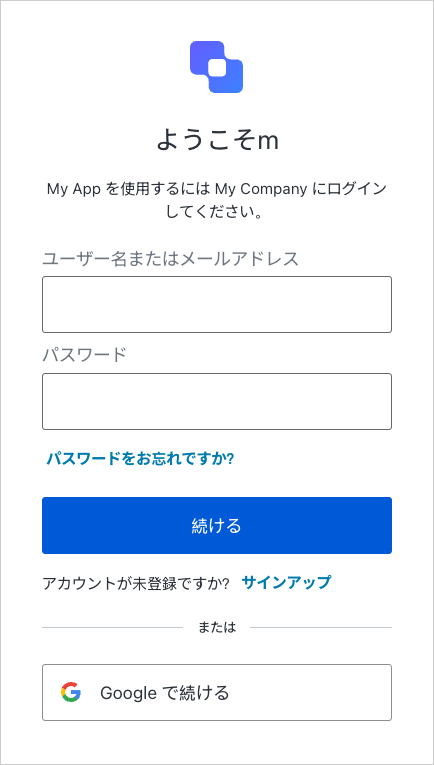 ようこそm
My App を使用するには My Company にログイン
してください。
ユーザー名またはメールアドレス
パスワード
パスワードをお忘れですか?
続ける
アカウントが未登録ですか? サインアップ
または
Google で続ける